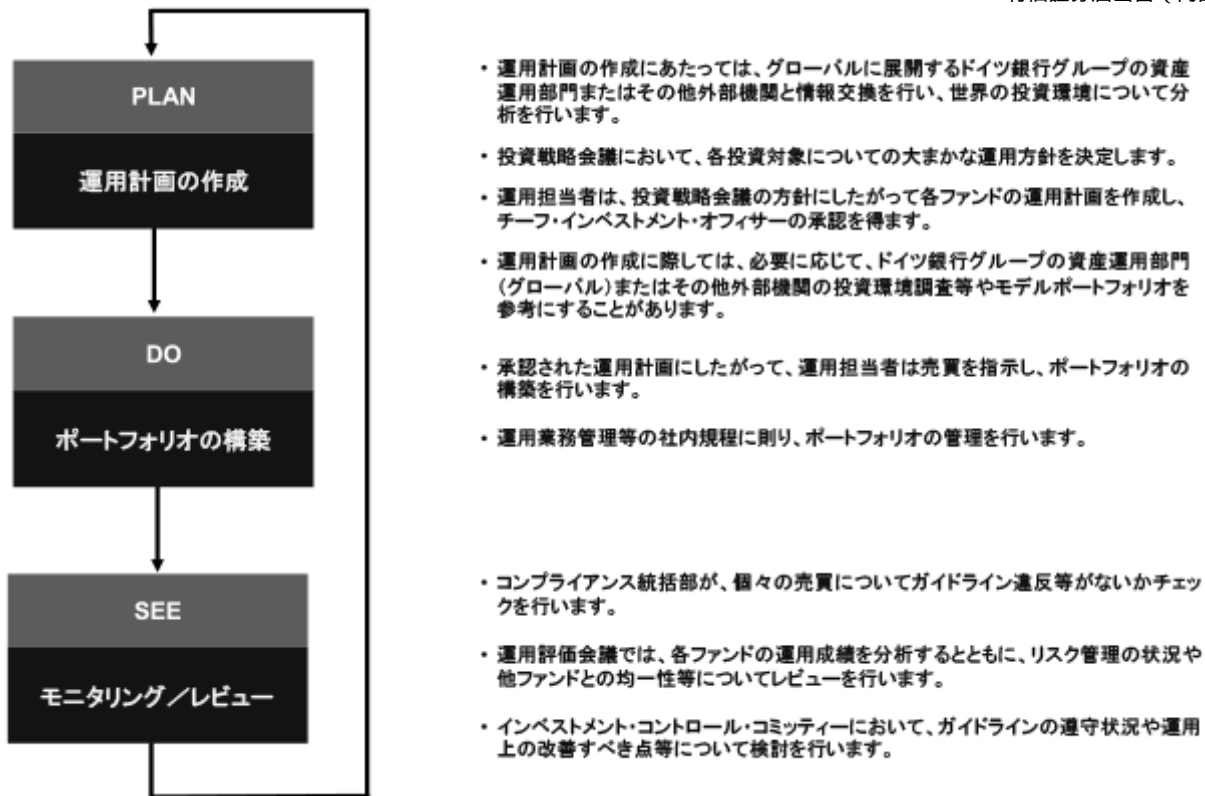 PLAN
運用計画の作成
・運用計画の作成にあたっては、グローバルに展開するドイツ銀行グループの資産
運用部門またはその他外部機関と情報交換を行い、世界の投資環境について分
析を行います。
・投資戦略会議において、各投資対象についての大まかな運用方針を決定します。
・運用担当者は、投資戦略会議の方針にしたがって各ファンドの運用計画を作成し、
チーフ・インベストメント・オフィサーの承認を得ます。
・運用計画の作成に際しては、必要に応じて、ドイツ銀行グループの資産運用部門
(グローバル)またはその他外部機関の投資環境調査等やモデルポートフォリオを
参考にすることがあります。
DO
ポートフォリオの構築
・承認された運用計画にしたがって、運用担当者は売買を指示し、ポートフォリオの
構築を行います。
・運用業務管理等の社内規程に則り、ポートフォリオの管理を行います。
SEE
モニタリング／レビュー
・コンプライアンス統括部が、個々の売買についてガイドライン違反等がないかチェッ
クを行います。
・運用評価会議では、各ファンドの運用成績を分析するとともに、リスク管理の状況や
他ファンドとの均一性等についてレビューを行います。
・インベストメント・コントロール・コミッティーにおいて、ガイドラインの遵守状況や運用
上の改善すべき点等について検討を行います。